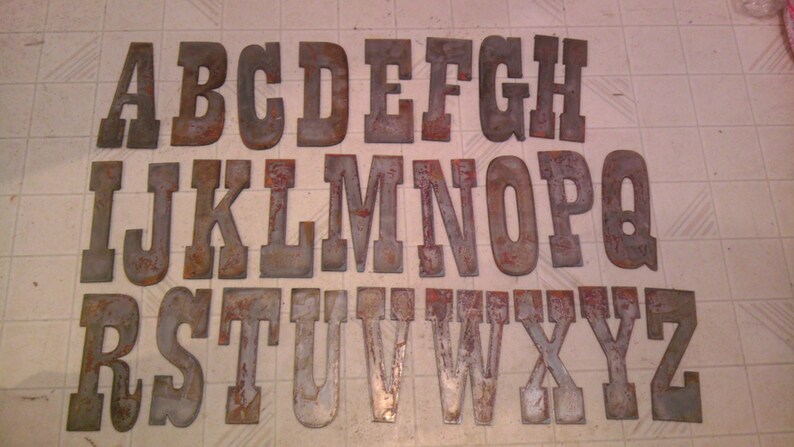 ABCDEFGH
IJKLMNOPQ
RSTUVWXYZ